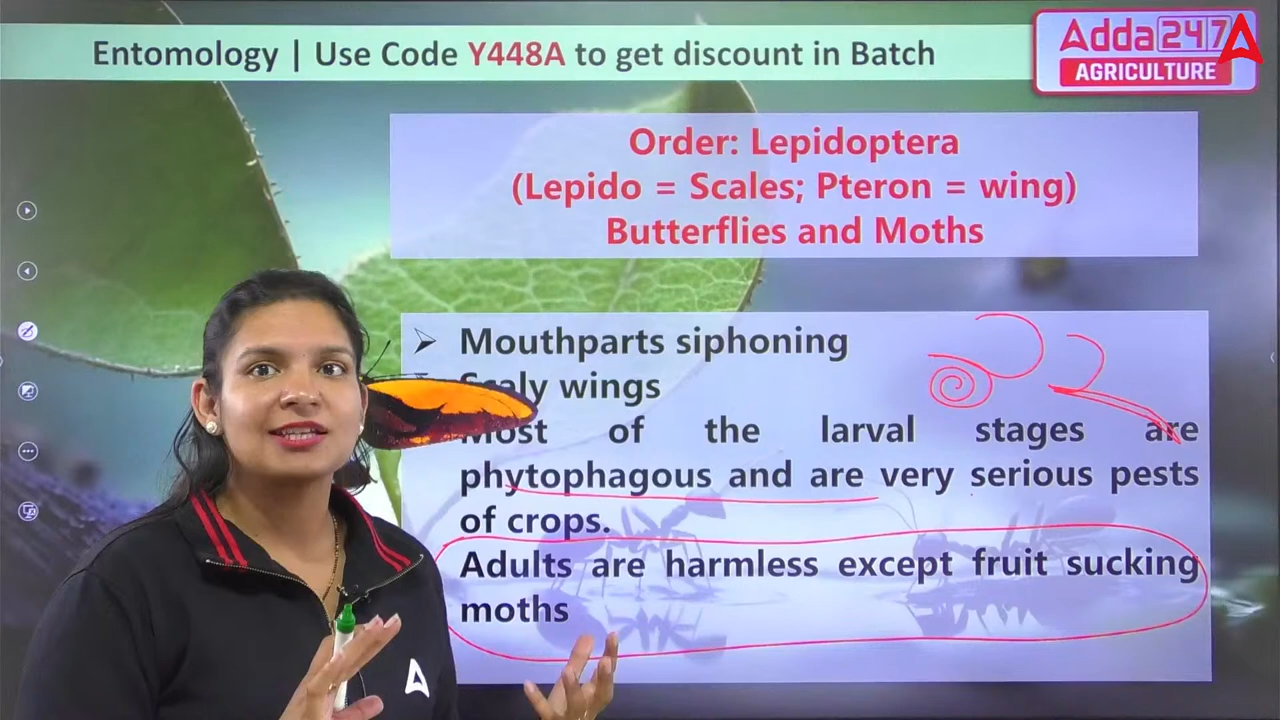 Entomology | Use Code Y448A to get discount in Batch
Adda247
AGRICULTURE
Order: Lepidoptera
(Lepido = Scales; Pteron = wing)
Butterflies and Moths
➢ Mouthparts siphoning
Scaly wings
Most of the larval stages are
phytophagous and are very serious pests
of crops.
Adults are harmless except fruit sucking
moths